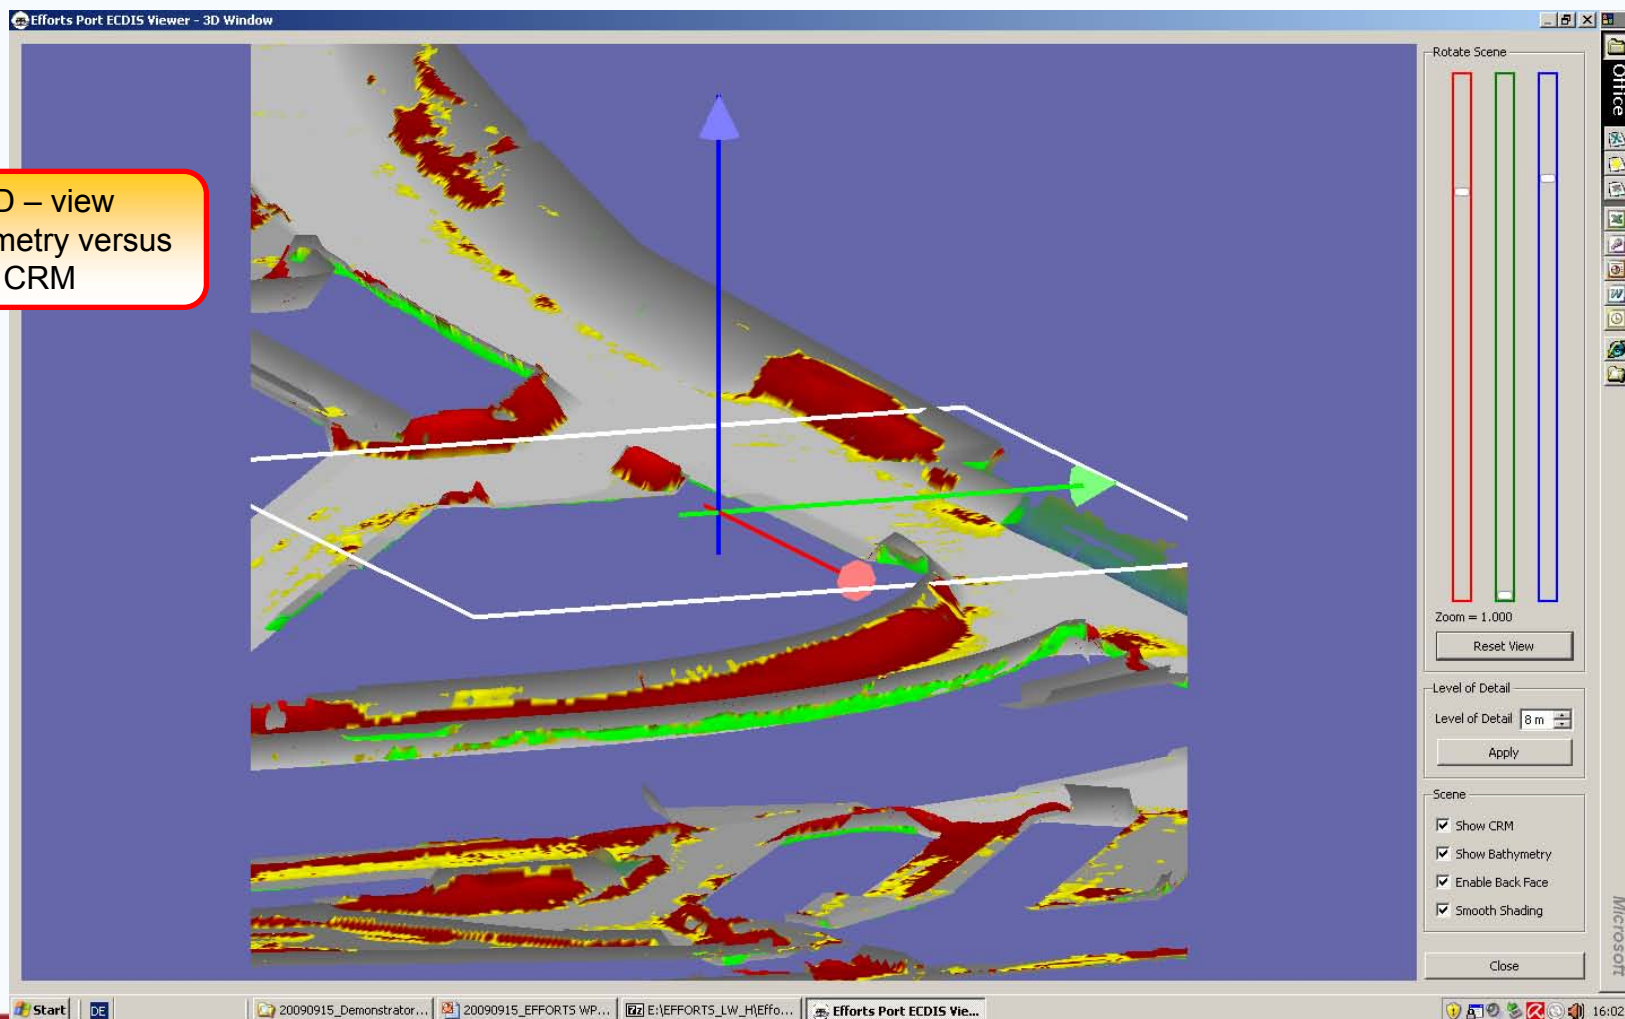 Efforts Port ECDIS Viewer - 3D Window
D – view
metry versus
CRM
Rotate Scene
Zoom = 1.000
Reset View
Level of Detail
Level of Detail 8 m
Apply
Scene
Show CRM
Show Bathymetry
Enable Back Face
Smooth Shading
Close
Office
Microsoft
Start
DE
20090915_Demonstrator...
20090915_EFFORTS WP...
E:\EFFORTS_LW_H\Effo...
Efforts Port ECDIS Vie...
16:02